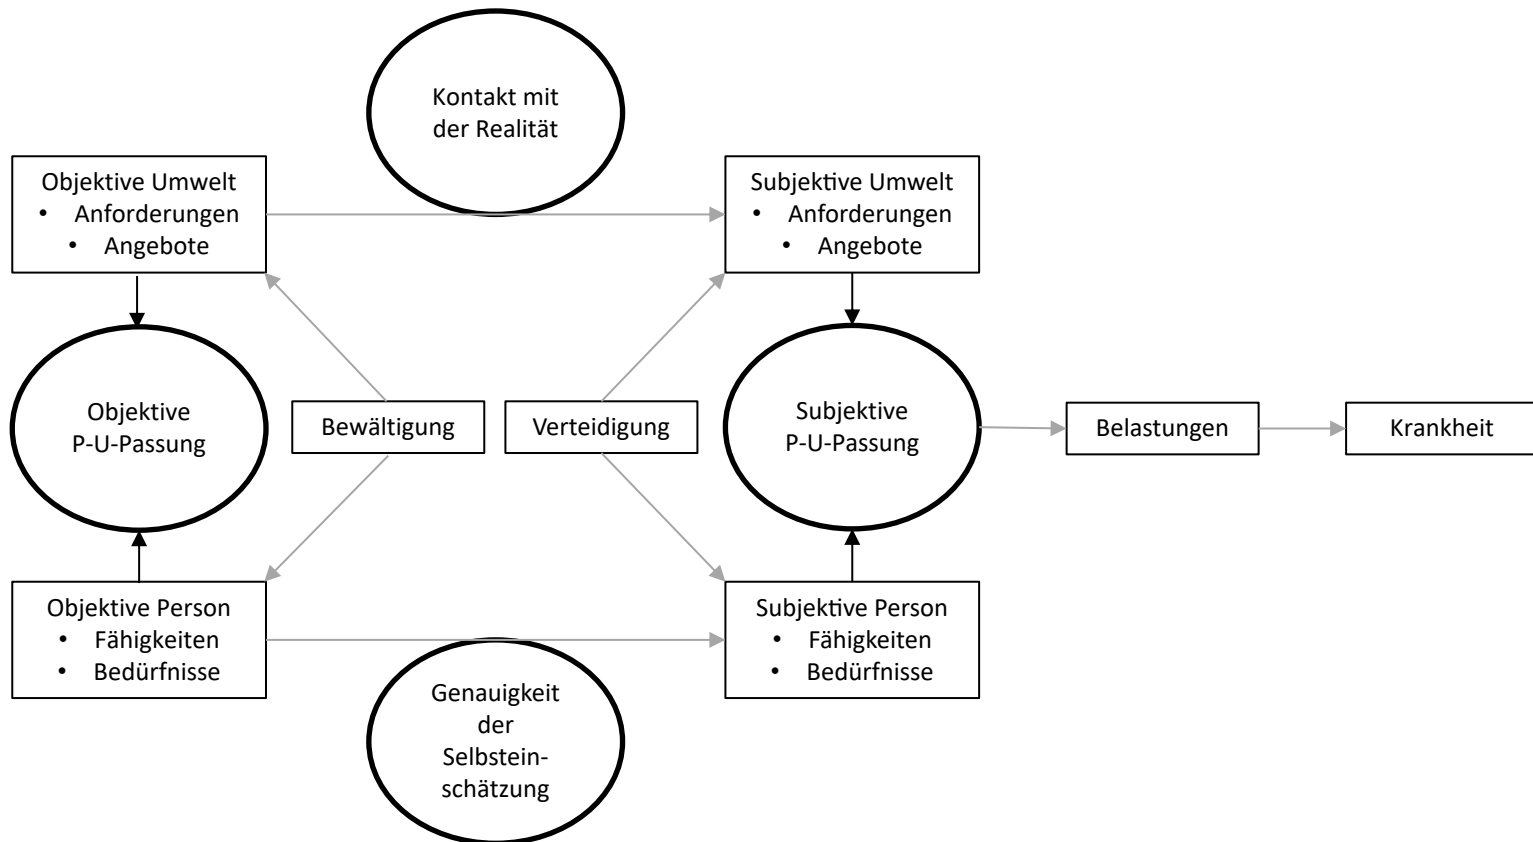 Kontakt mit
der Realität
Objektive Umwelt
• Anforderungen
• Angebote
Subjektive Umwelt
• Anforderungen
• Angebote
Objektive
P-U-Passung
Bewältigung
Verteidigung
Subjektive
P-U-Passung
Belastungen
Krankheit
Objektive Person
• Fähigkeiten
• Bedürfnisse
Subjektive Person
• Fähigkeiten
• Bedürfnisse
Genauigkeit
der
Selbstein-
schätzung